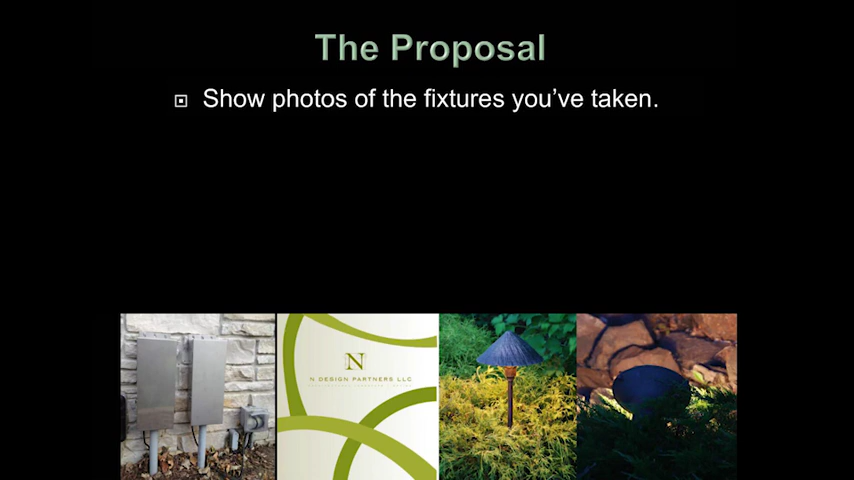 The Proposal
Show photos of the fixtures you’ve taken.
N
N DESIGN PARTNERS LLC